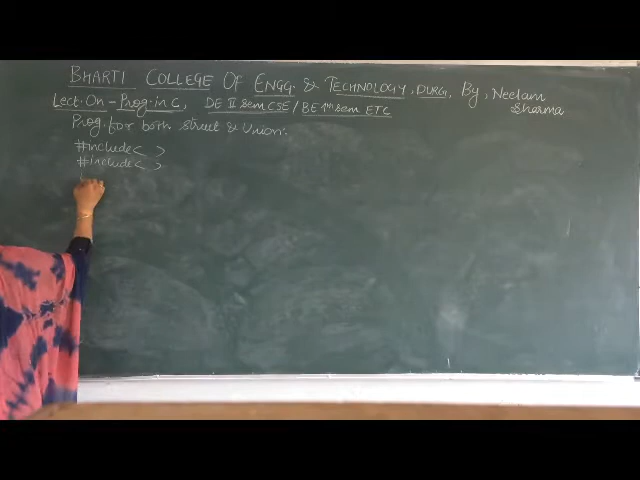 BHARTI COLLEGE OF ENGG. & TECHNOLOGY, DURG, By, Neelam Sharma
Lect. On - Prog. in C, DE II sem CSE / BE 1st sem ETC
Prog. for both struct & Union.
#include< >
#include< >